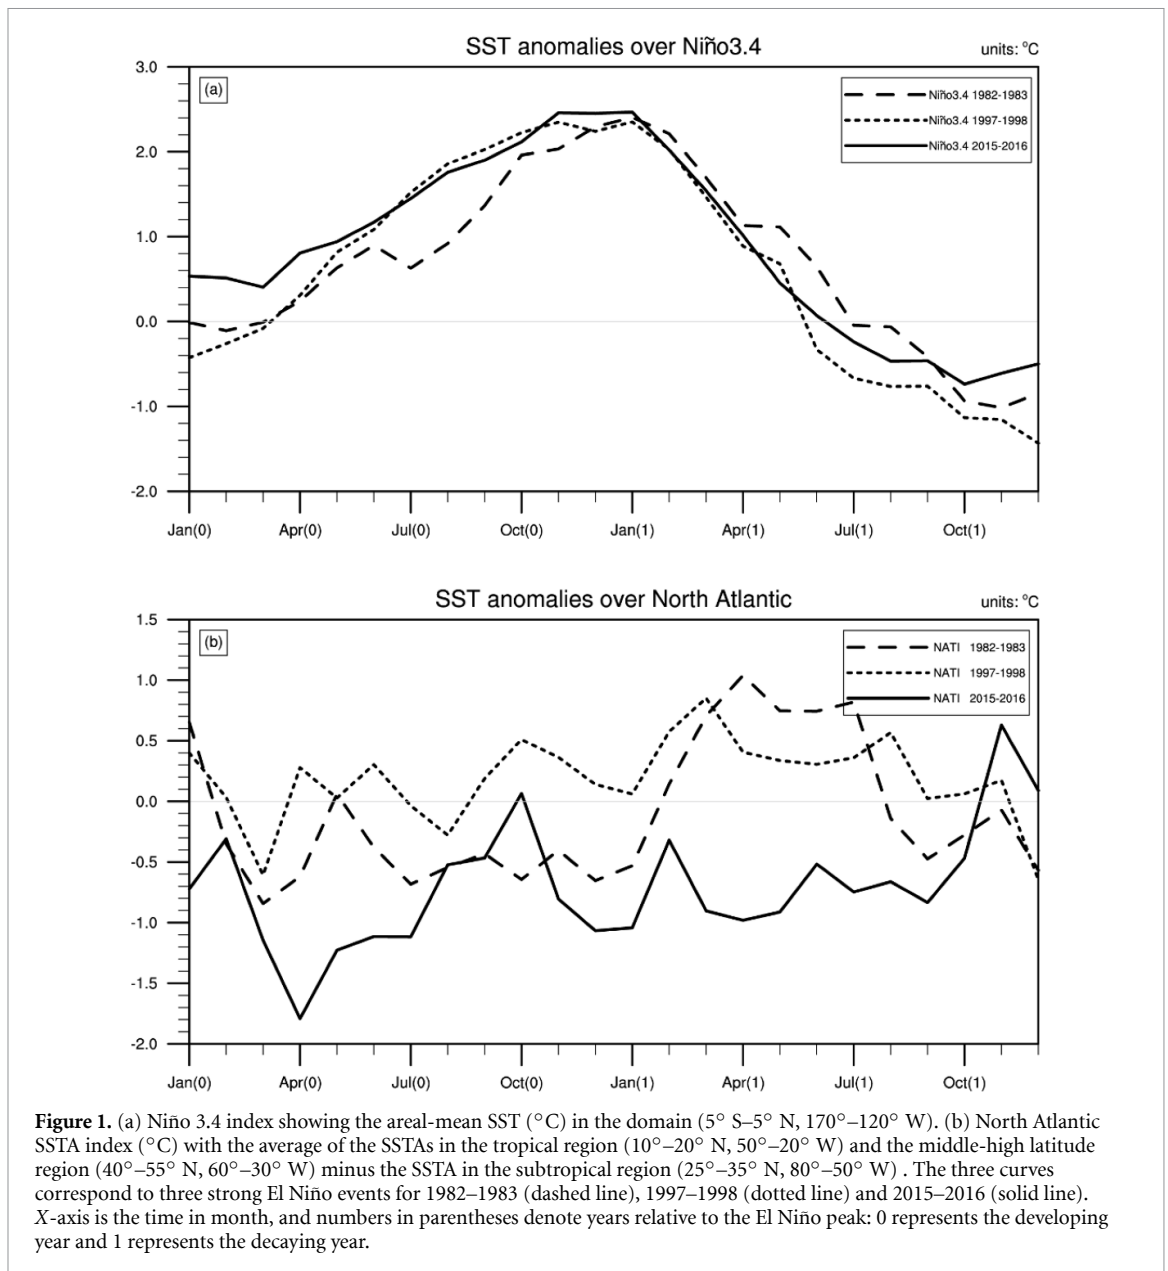 SST anomalies over Niño3.4
units: °C
(a)
Niño3.4 1982-1983
Niño3.4 1997-1998
Niño3.4 2015-2016
3.0
2.0
1.0
0.0
-1.0
-2.0
Jan(0) Apr(0) Jul(0) Oct(0) Jan(1) Apr(1) Jul(1) Oct(1)
SST anomalies over North Atlantic
units: °C
(b)
NATI 1982-1983
NATI 1997-1998
NATI 2015-2016
1.5
1.0
0.5
0.0
-0.5
-1.0
-1.5
-2.0
Jan(0) Apr(0) Jul(0) Oct(0) Jan(1) Apr(1) Jul(1) Oct(1)
Figure 1. (a) Niño 3.4 index showing the areal-mean SST (°C) in the domain (5° S–5° N, 170°–120° W). (b) North Atlantic
SSTA index (°C) with the average of the SSTAs in the tropical region (10°–20° N, 50°–20° W) and the middle-high latitude
region (40°–55° N, 60°–30° W) minus the SSTA in the subtropical region (25°–35° N, 80°–50° W) . The three curves
correspond to three strong El Niño events for 1982–1983 (dashed line), 1997–1998 (dotted line) and 2015–2016 (solid line).
X-axis is the time in month, and numbers in parentheses denote years relative to the El Niño peak: 0 represents the developing
year and 1 represents the decaying year.